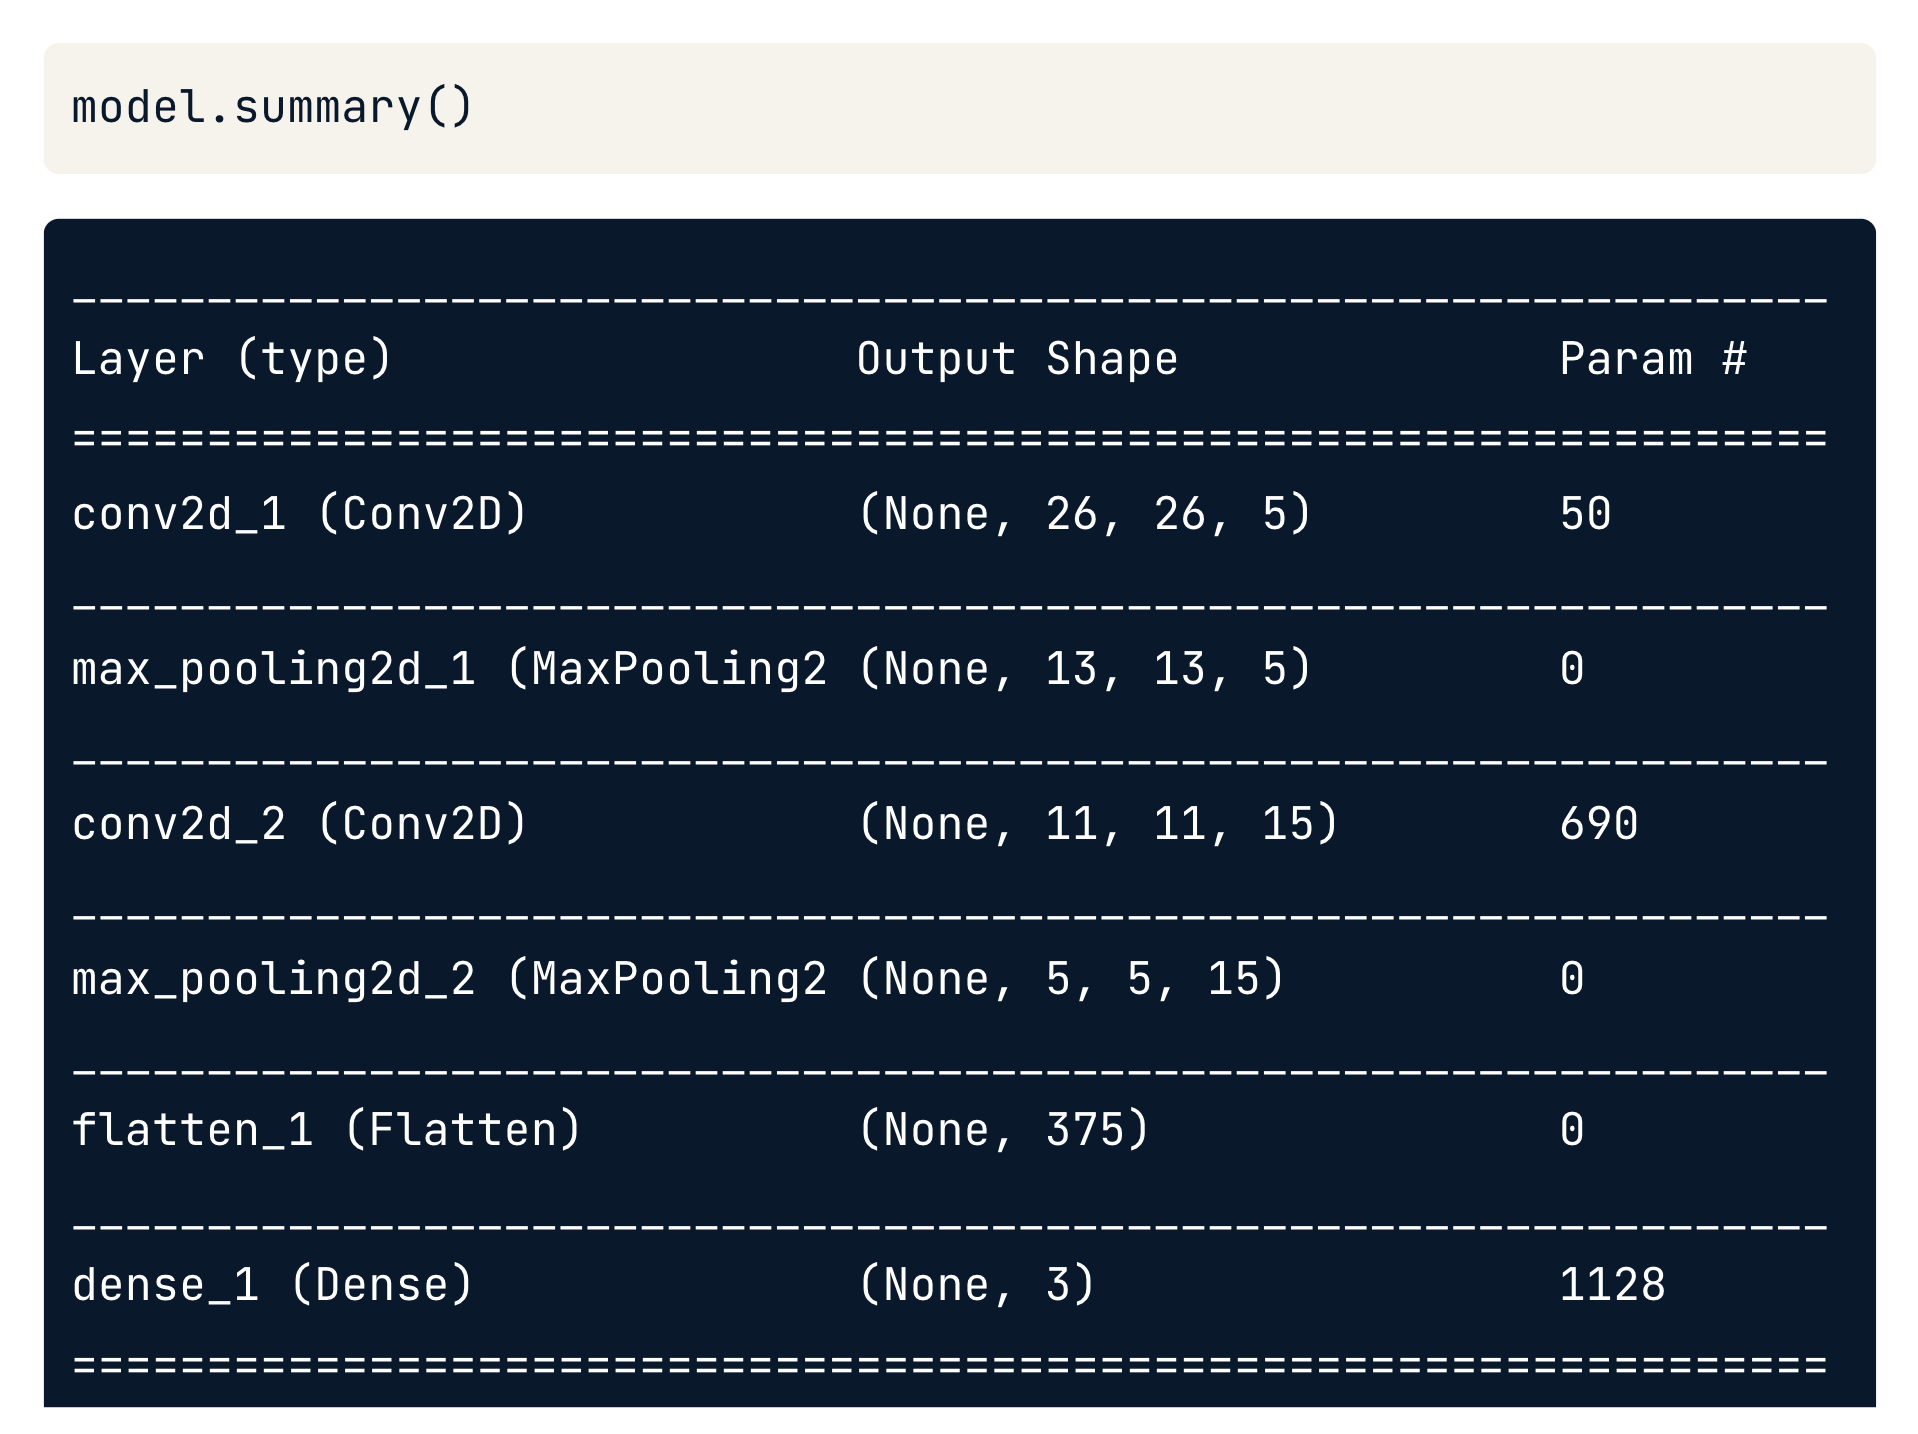 model.summary()
_________________________________________________________________
Layer (type)                 Output Shape              Param #
=================================================================
conv2d_1 (Conv2D)            (None, 26, 26, 5)         50
_________________________________________________________________
max_pooling2d_1 (MaxPooling2 (None, 13, 13, 5)         0
_________________________________________________________________
conv2d_2 (Conv2D)            (None, 11, 11, 15)        690
_________________________________________________________________
max_pooling2d_2 (MaxPooling2 (None, 5, 5, 15)          0
_________________________________________________________________
flatten_1 (Flatten)          (None, 375)               0
_________________________________________________________________
dense_1 (Dense)              (None, 3)                 1128
=================================================================